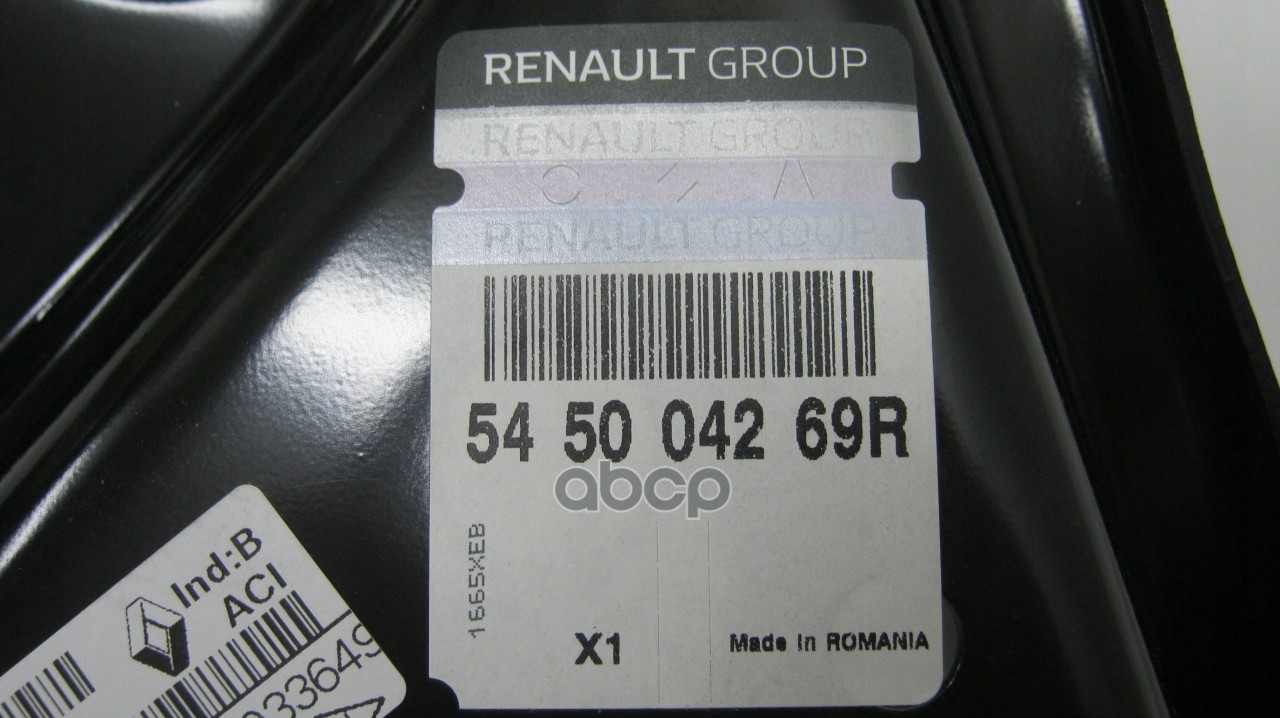 RENAULT GROUP
RENAULT GROUP
RENAULT GROUP
54 50 042 69R
abcp
1665XEB
X1
Made in ROMANIA
Ind:B
ACI